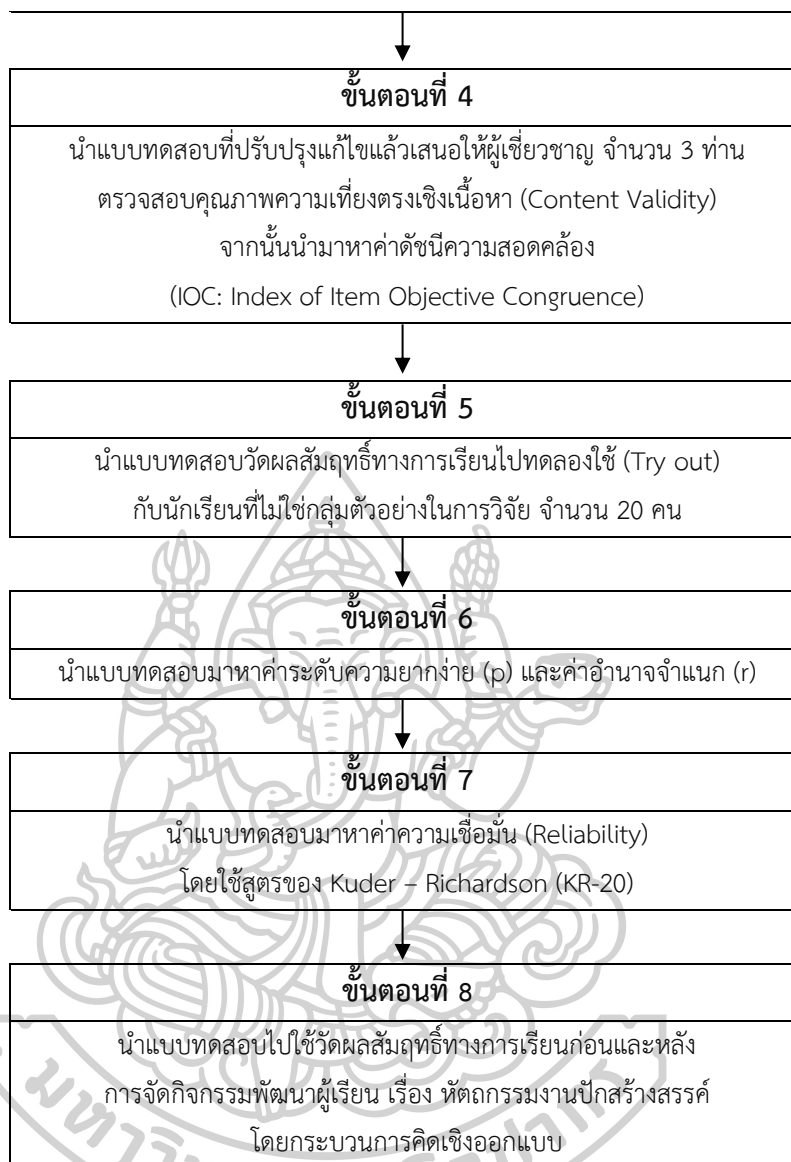 ขั้นตอนที่ 4
นำแบบทดสอบที่ปรับปรุงแก้ไขแล้วเสนอให้ผู้เชี่ยวชาญ จำนวน 3 ท่าน
ตรวจสอบคุณภาพความเที่ยงตรงเชิงเนื้อหา (Content Validity)
จากนั้นนำมาหาค่าดัชนีความสอดคล้อง
(IOC: Index of Item Objective Congruence)
ขั้นตอนที่ 5
นำแบบทดสอบวัดผลสัมฤทธิ์ทางการเรียนไปทดลองใช้ (Try out)
กับนักเรียนที่ไม่ใช่กลุ่มตัวอย่างในการวิจัย จำนวน 20 คน
ขั้นตอนที่ 6
นำแบบทดสอบมาหาค่าระดับความยากง่าย (p) และค่าอำนาจจำแนก (r)
ขั้นตอนที่ 7
นำแบบทดสอบมาหาค่าความเชื่อมั่น (Reliability)
โดยใช้สูตรของ Kuder – Richardson (KR-20)
ขั้นตอนที่ 8
นำแบบทดสอบไปใช้วัดผลสัมฤทธิ์ทางการเรียนก่อนและหลัง
การจัดกิจกรรมพัฒนาผู้เรียน เรื่อง หัตถกรรมงานปักสร้างสรรค์
โดยกระบวนการคิดเชิงออกแบบ